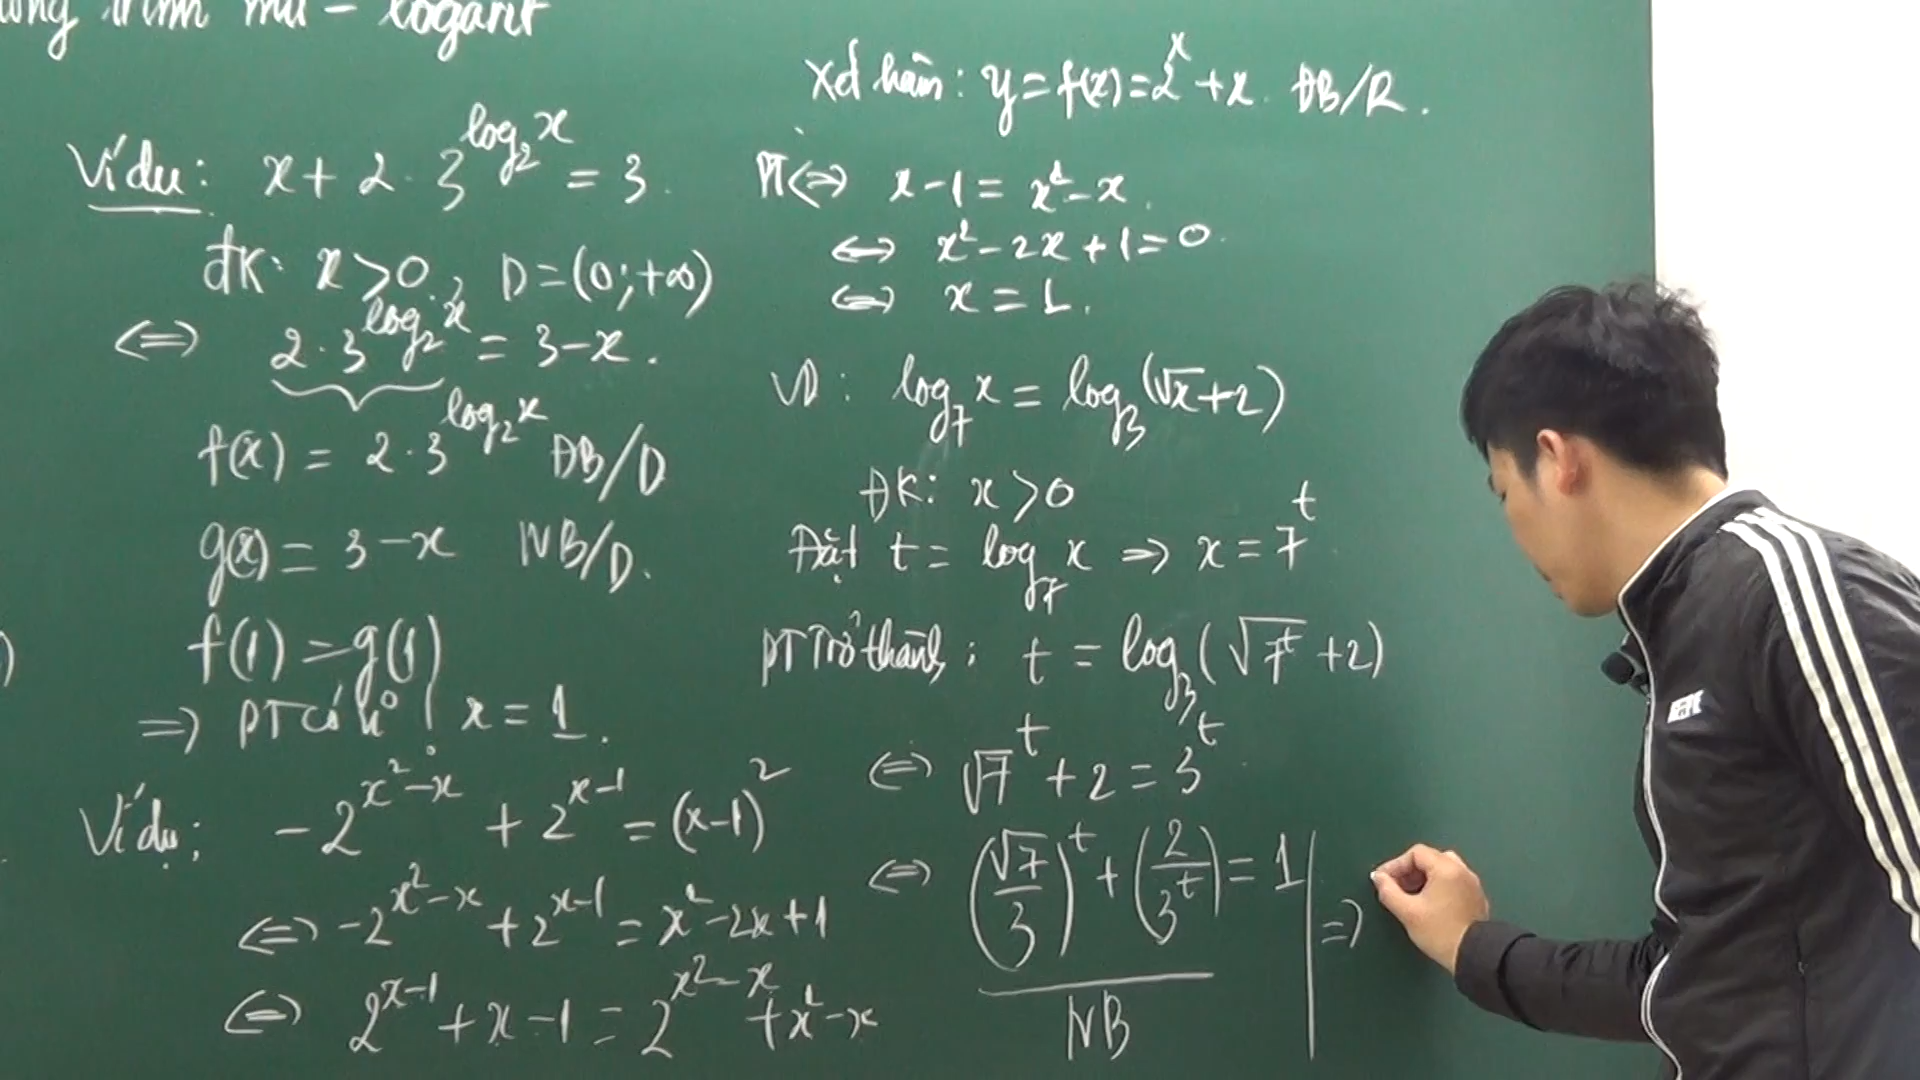 mũ - logarit
Ví dụ: x + 2 . 3^{log_2 x} = 3.
đK: x > 0, D = (0; +∞)
⇔ 2 . 3^{log_2 x} = 3 - x.
f(x) = 2 . 3^{log_2 x} ĐB/D
g(x) = 3 - x NB/D.
f(1) = g(1)
⇒ PT có n° ! x = 1.
Ví dụ: -2^{x² - x} + 2^{x-1} = (x-1)²
⇔ -2^{x² - x} + 2^{x-1} = x² - 2x + 1
⇔ 2^{x-1} + x - 1 = 2^{x² - x} + x² - x
Xđ hàm: y = f(x) = 2^x + x. ĐB/R.
PT ⇔ x - 1 = x² - x.
⇔ x² - 2x + 1 = 0.
⇔ x = 1.
VD: log_7 x = log_3 (√x + 2)
ĐK: x > 0
Đặt t = log_7 x ⇒ x = 7^t
PT Trở thành: t = log_3 (√7^t + 2)
⇔ √7^t + 2 = 3^t
⇔ (√7/3)^t + (2/3^t) = 1 | ⇒
NB